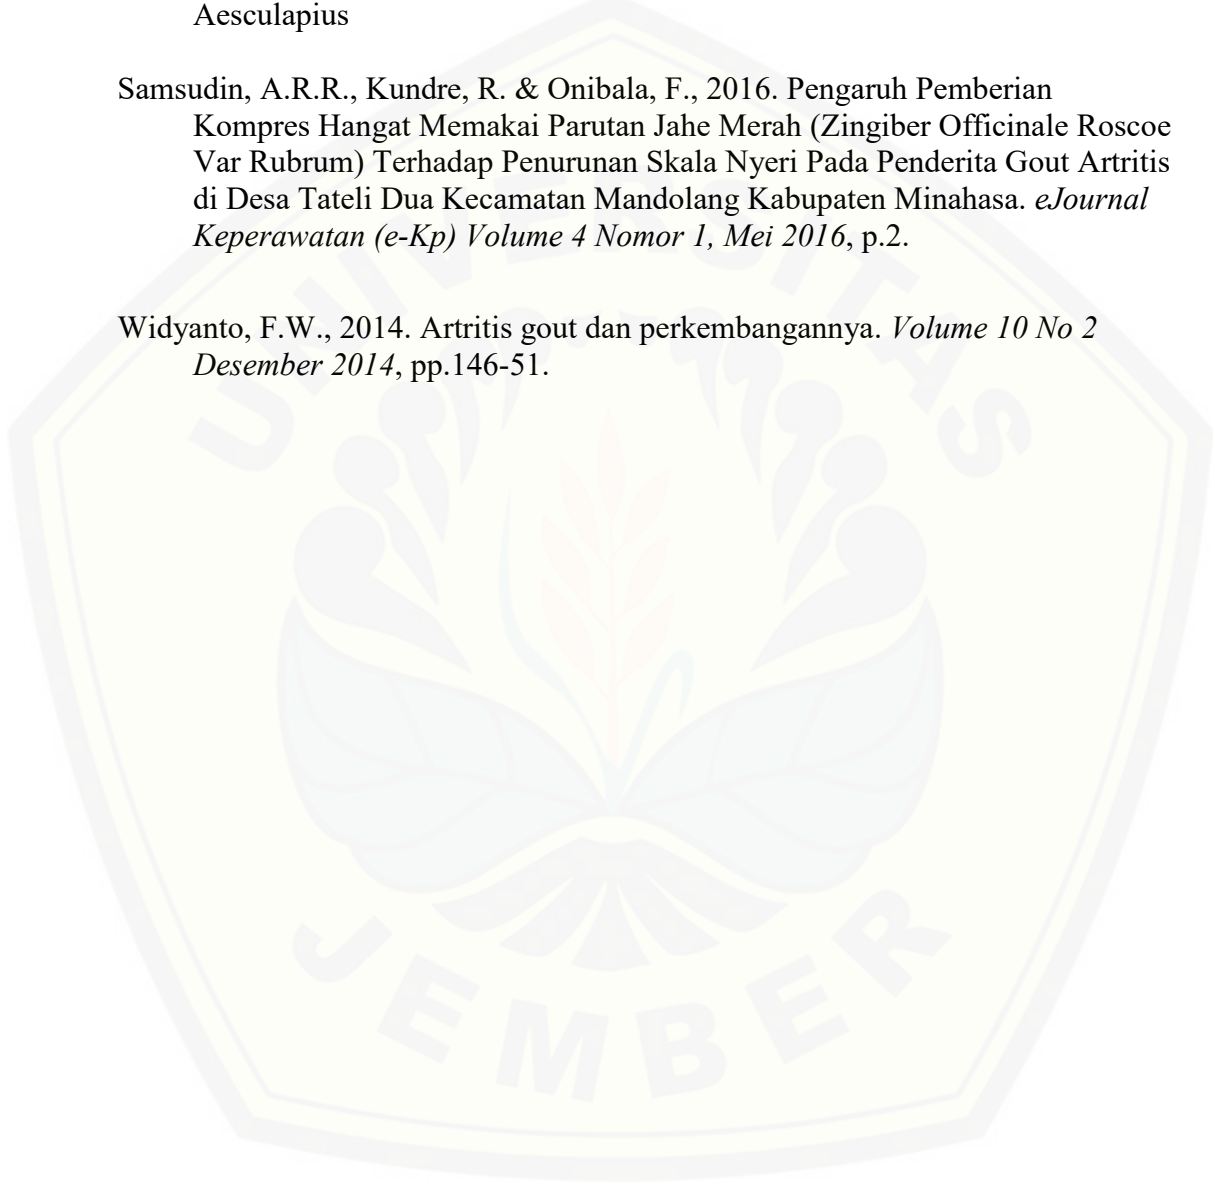 Aesculapius
Samsudin, A.R.R., Kundre, R. & Onibala, F., 2016. Pengaruh Pemberian
Kompres Hangat Memakai Parutan Jahe Merah (Zingiber Officinale Roscoe
Var Rubrum) Terhadap Penurunan Skala Nyeri Pada Penderita Gout Artritis
di Desa Tateli Dua Kecamatan Mandolang Kabupaten Minahasa. eJournal
Keperawatan (e-Kp) Volume 4 Nomor 1, Mei 2016, p.2.
Widyanto, F.W., 2014. Artritis gout dan perkembangannya. Volume 10 No 2
Desember 2014, pp.146-51.
UNIVERSITAS
JEMBER